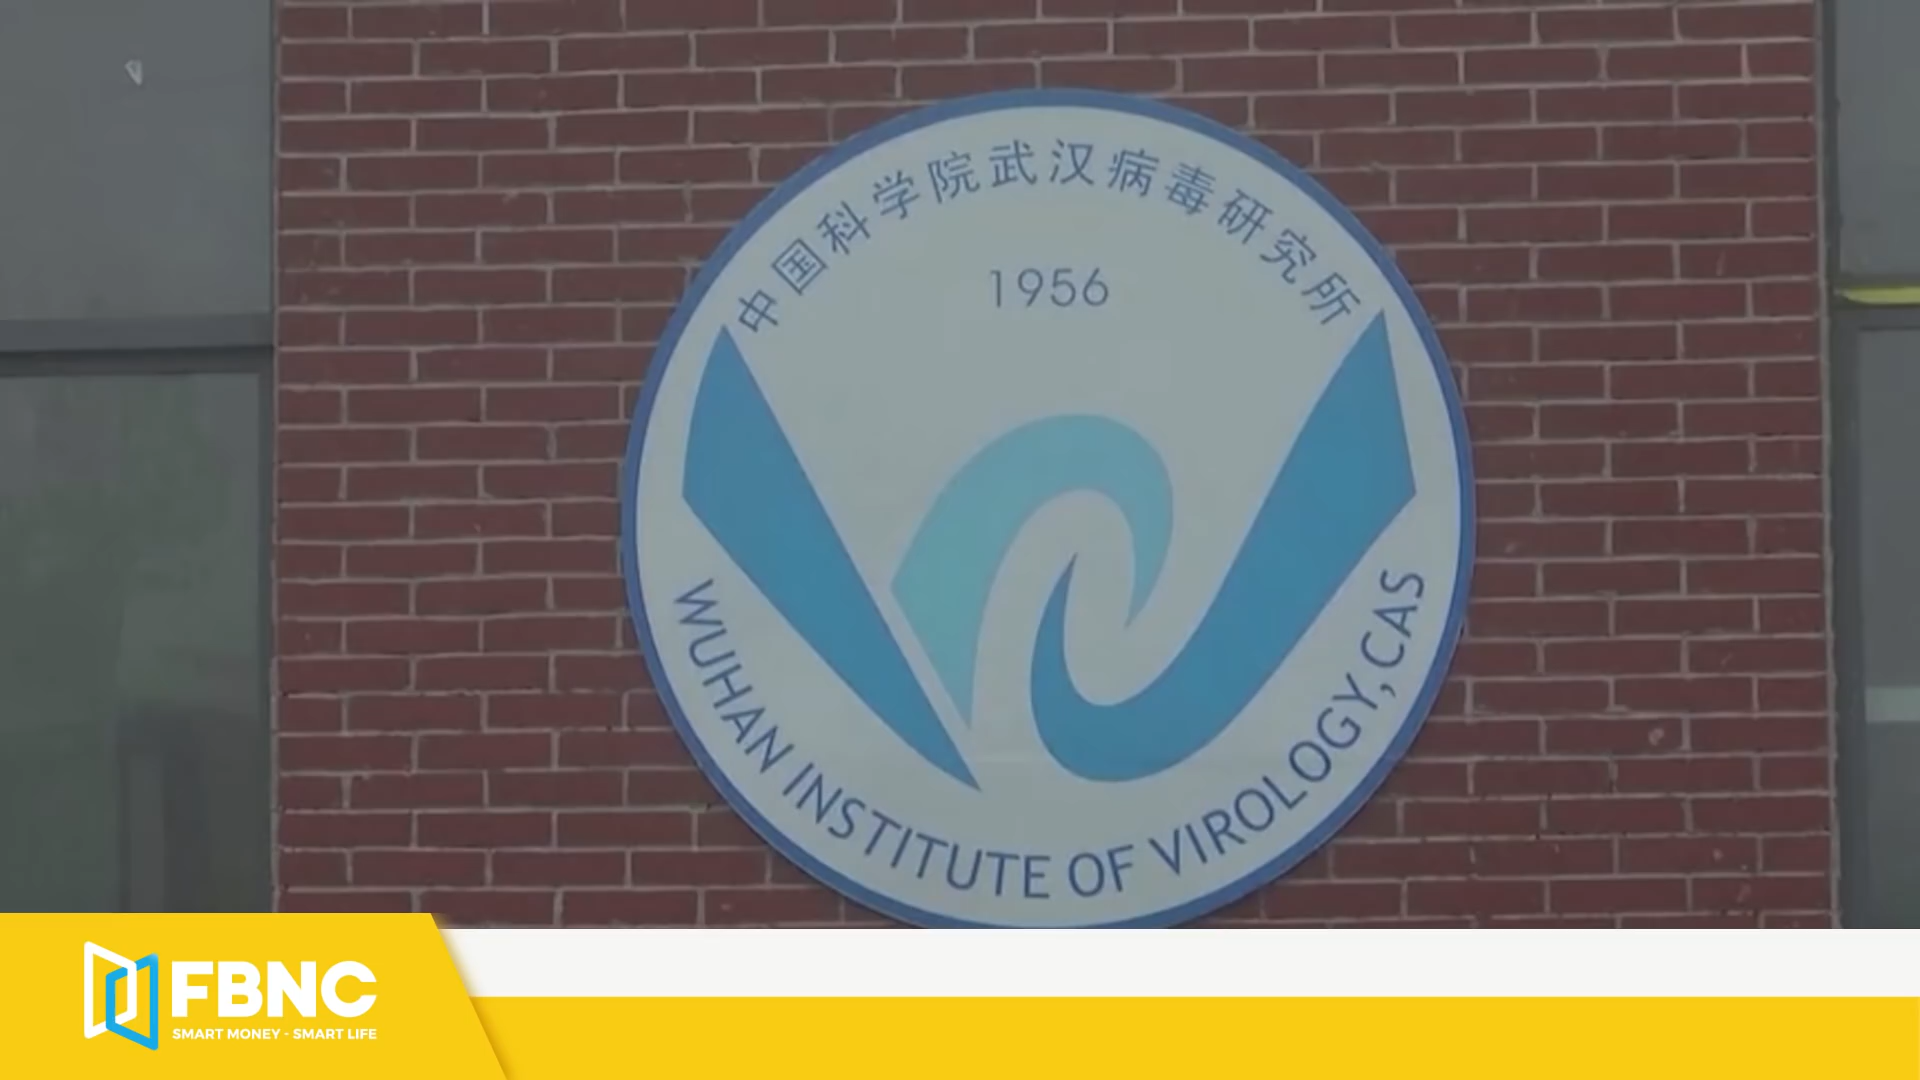 中国科学院武汉病毒研究所
1956
WUHAN INSTITUTE OF VIROLOGY, CAS
FBNC
SMART MONEY - SMART LIFE